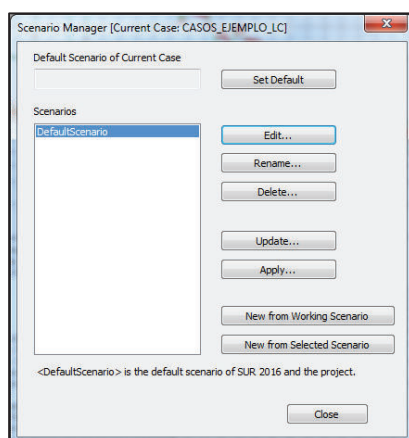 Scenario Manager [Current Case: CASOS_EJEMPLO_LC]
Default Scenario of Current Case
Set Default
Scenarios
DefaultScenario
Edit...
Rename...
Delete...
Update...
Apply...
New from Working Scenario
New from Selected Scenario
<DefaultScenario> is the default scenario of SUR 2016 and the project.
Close